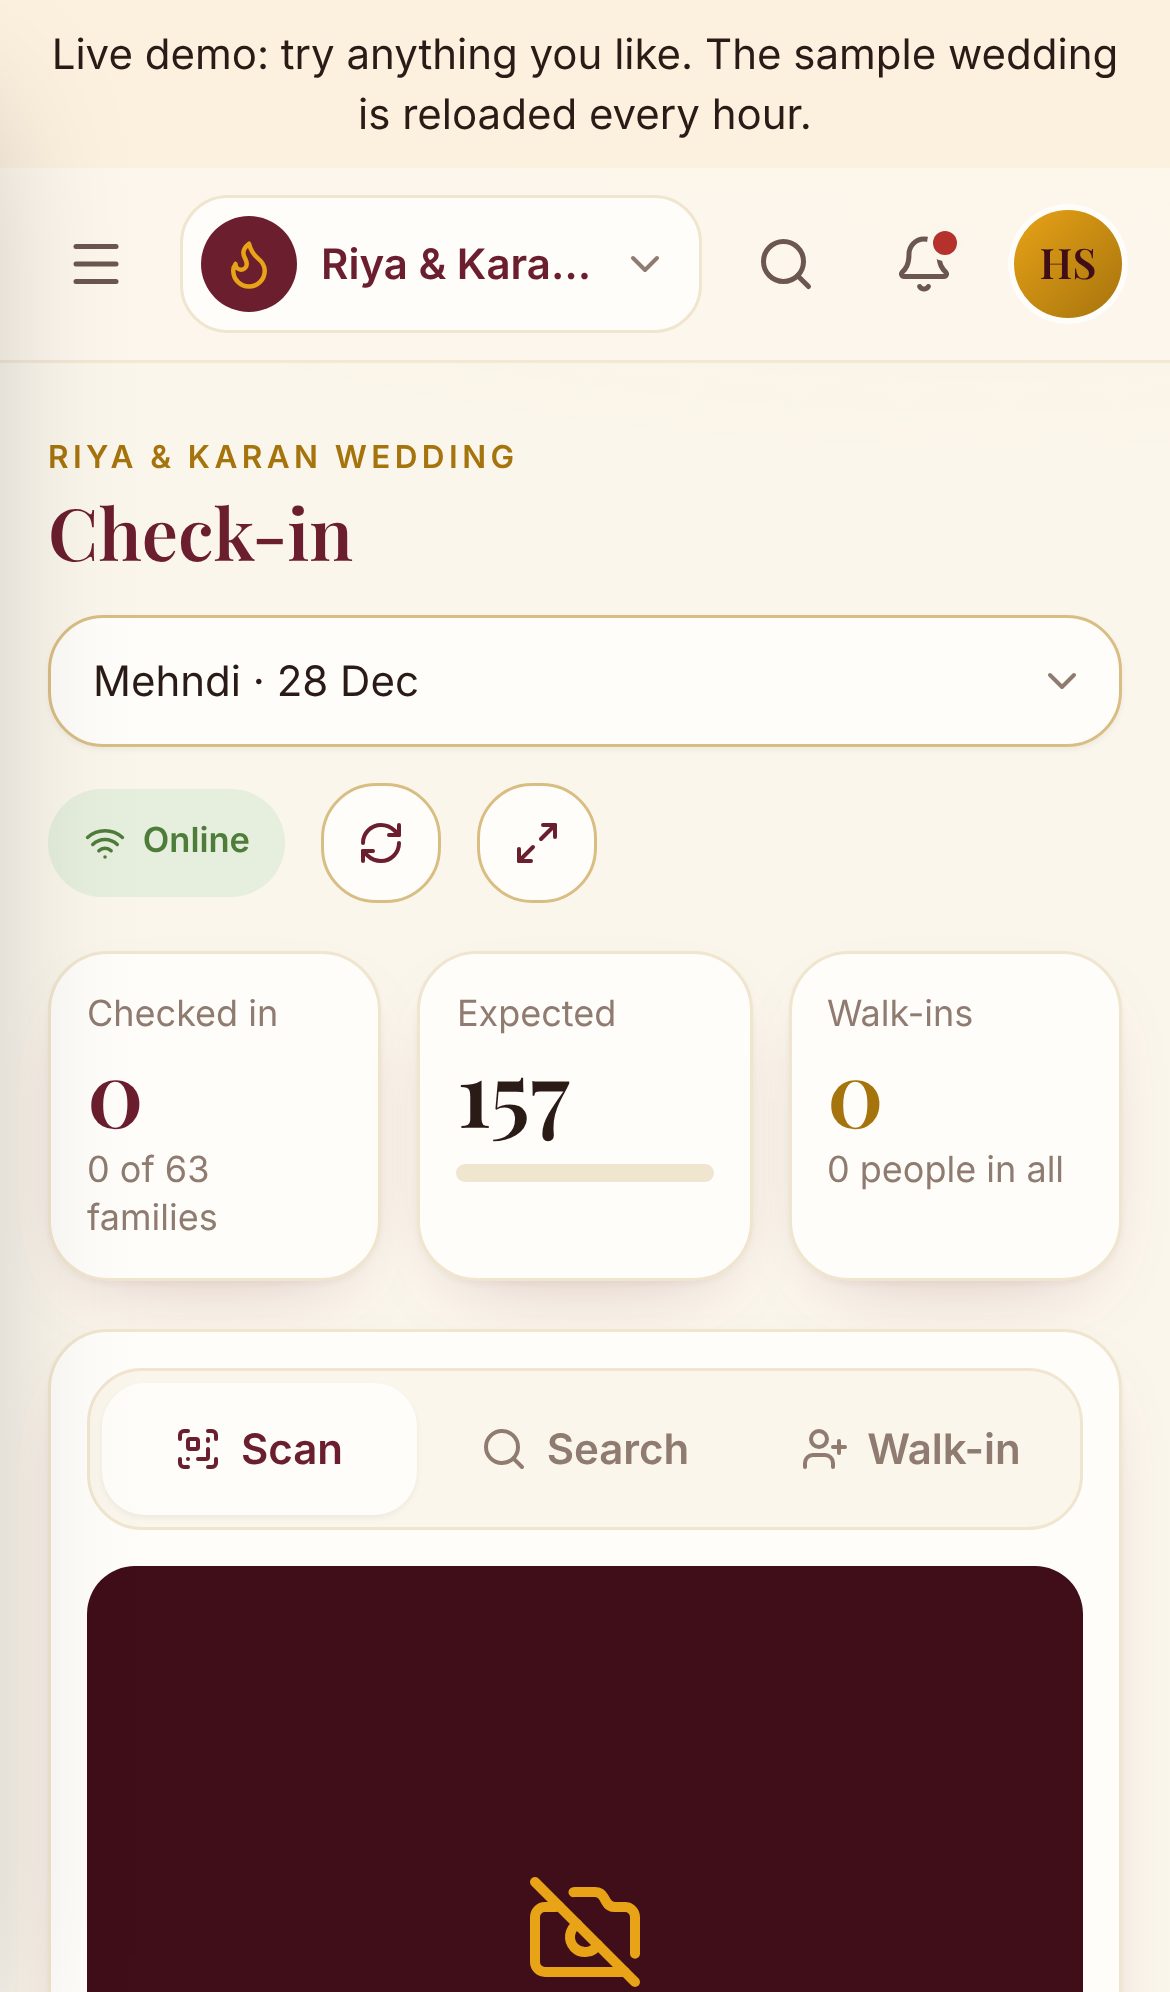 Live demo: try anything you like. The sample wedding
is reloaded every hour.
Riya & Kara...
HS
RIYA & KARAN WEDDING
Check-in
Mehndi · 28 Dec
Online
Checked in
0
0 of 63
families
Expected
157
Walk-ins
0
0 people in all
Scan
Search
Walk-in